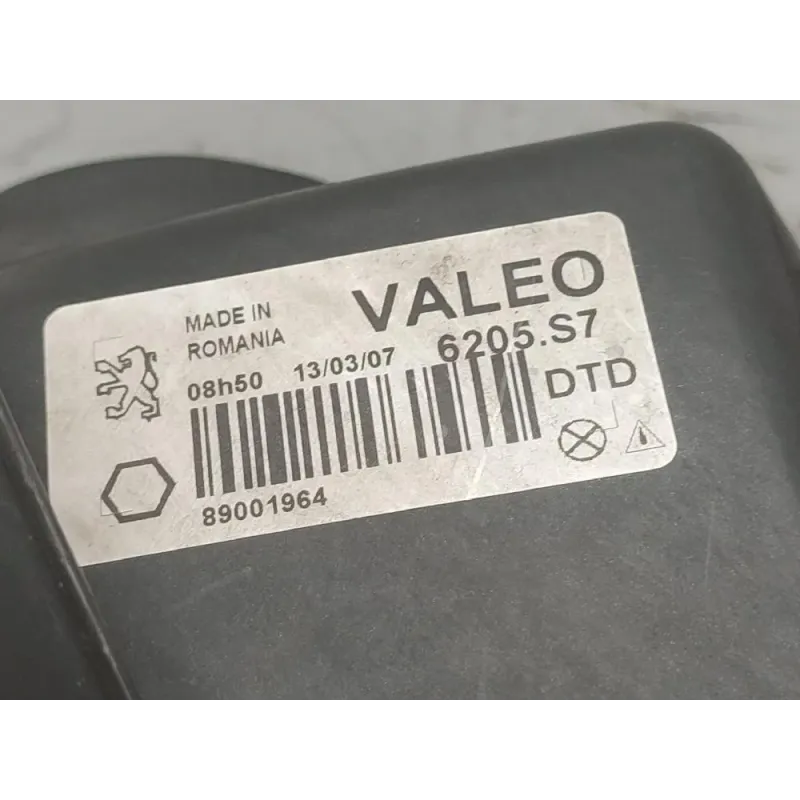 MADE IN
ROMANIA
VALEO
08h50 13/03/07
6205.S7
DTD
89001964